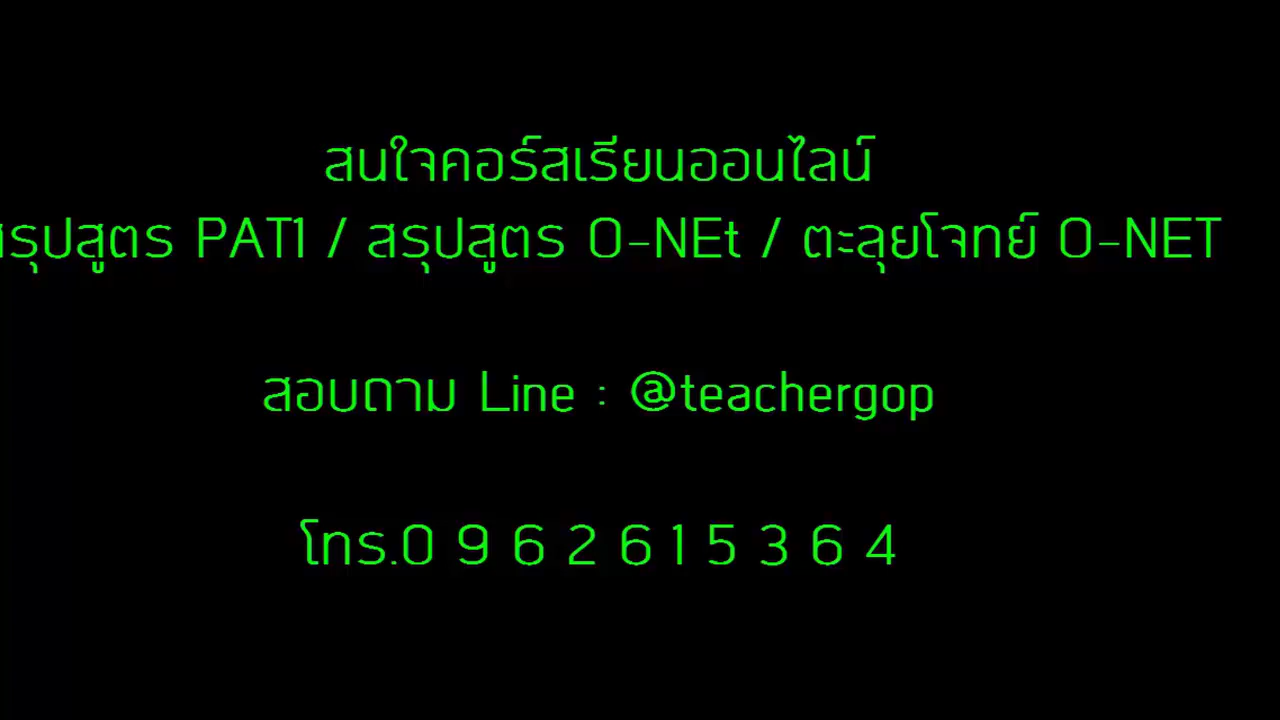 สนใจคอร์สเรียนออนไลน์
สรุปสูตร PAT1 / สรุปสูตร O-NEt / ตะลุยโจทย์ O-NET
สอบถาม Line : @teachergop
โทร.0 9 6 2 6 1 5 3 6 4